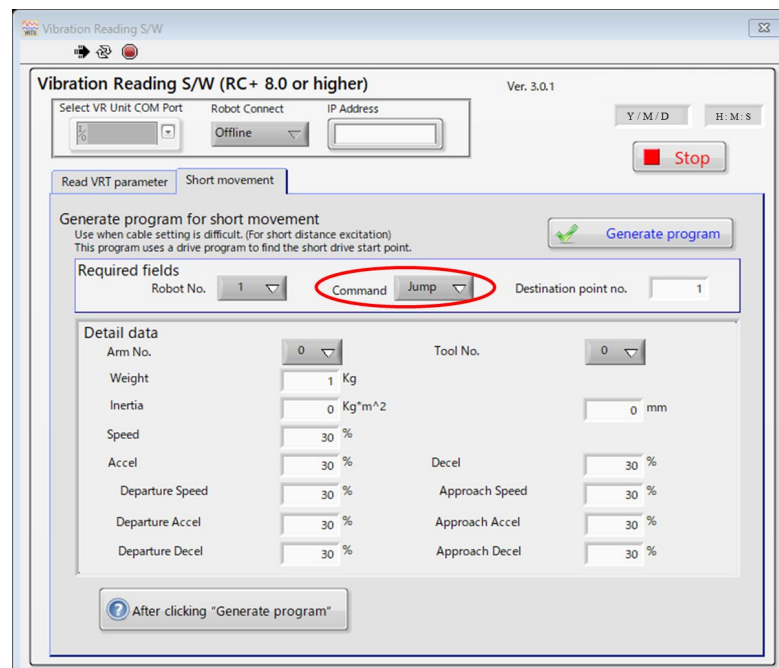 Vibration Reading S/W
Vibration Reading S/W (RC+ 8.0 or higher)
Ver. 3.0.1
Select VR Unit COM Port
Robot Connect
IP Address
Offline
Y/M/D
H:M:S
Stop
Read VRT parameter
Short movement
Generate program for short movement
Use when cable setting is difficult. (For short distance excitation)
This program uses a drive program to find the short drive start point.
Generate program
Required fields
Robot No. 1
Command Jump
Destination point no. 1
Detail data
Arm No. 0
Tool No. 0
Weight 1 Kg
Inertia 0 Kg*m^2
0 mm
Speed 30 %
Accel 30 %
Decel 30 %
Departure Speed 30 %
Approach Speed 30 %
Departure Accel 30 %
Approach Accel 30 %
Departure Decel 30 %
Approach Decel 30 %
After clicking "Generate program"